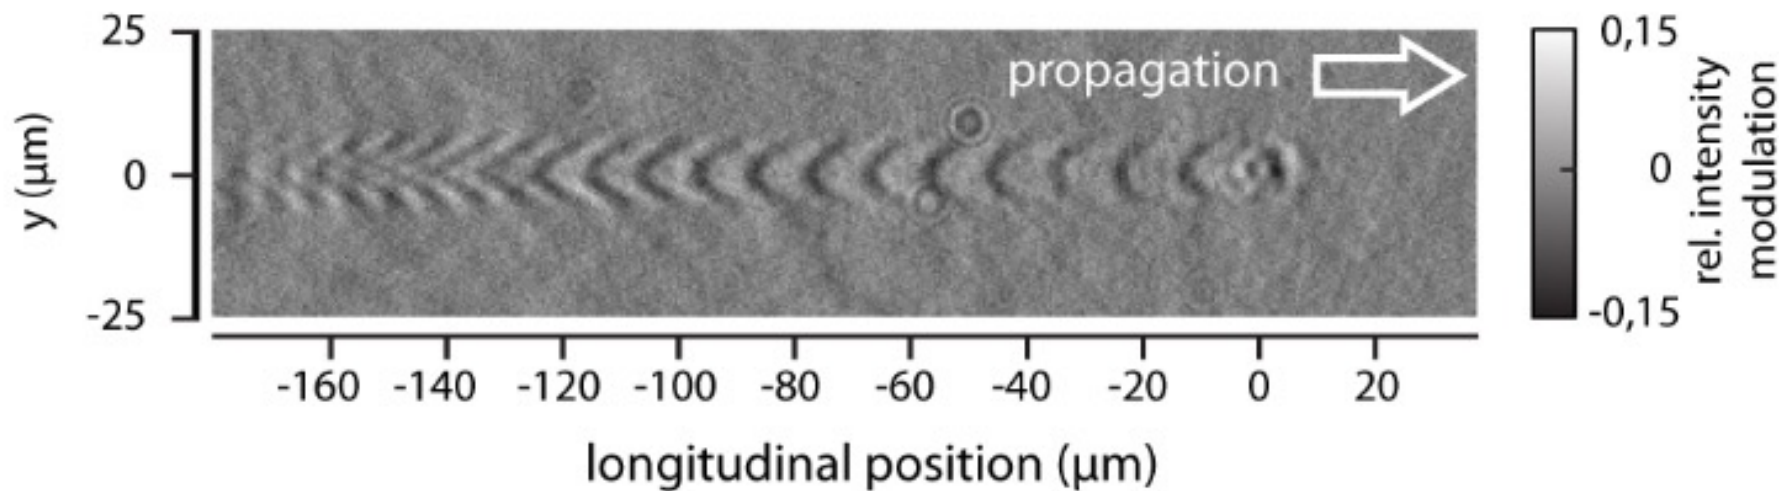 25
0
-25
y (µm)
propagation
0,15
0
-0,15
rel. intensity
modulation
-160 -140 -120 -100 -80 -60 -40 -20 0 20
longitudinal position (µm)